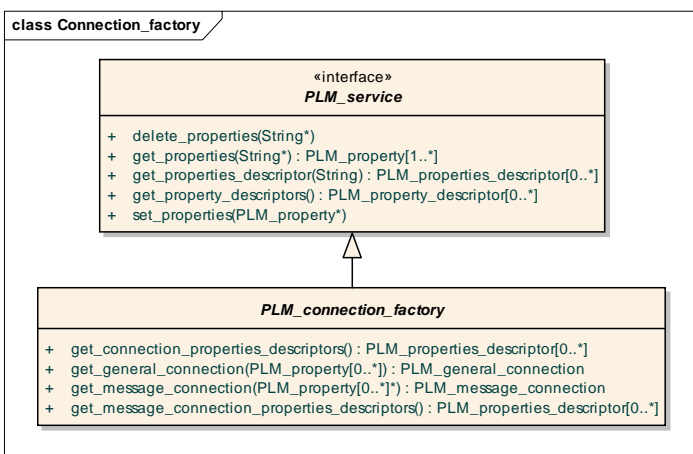 class Connection_factory
«interface»
PLM_service
+ delete_properties(String*)
+ get_properties(String*) : PLM_property[1..*]
+ get_properties_descriptor(String) : PLM_properties_descriptor[0..*]
+ get_property_descriptors() : PLM_property_descriptor[0..*]
+ set_properties(PLM_property*)
PLM_connection_factory
+ get_connection_properties_descriptors() : PLM_properties_descriptor[0..*]
+ get_general_connection(PLM_property[0..*]) : PLM_general_connection
+ get_message_connection(PLM_property[0..*]*) : PLM_message_connection
+ get_message_connection_properties_descriptors() : PLM_properties_descriptor[0..*]